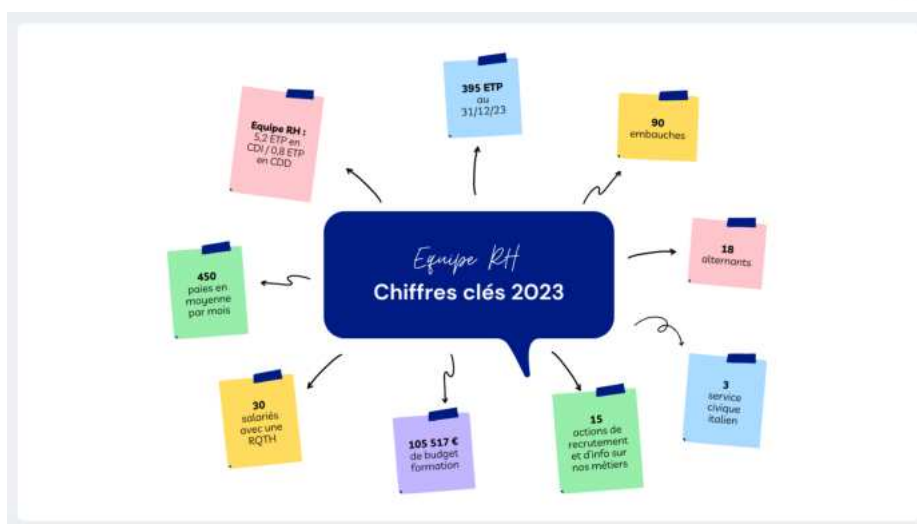 395 ETP
au
31/12/23
Equipe RH :
5,2 ETP en
CDI / 0,8 ETP
en CDD
90
embauches
Equipe RH
Chiffres clés 2023
18
alternants
450
paies en
moyenne
par mois
3
service
civique
italien
30
salariés
avec une
RQTH
105 517 €
de budget
formation
15
actions de
recrutement
et d'info sur
nos métiers